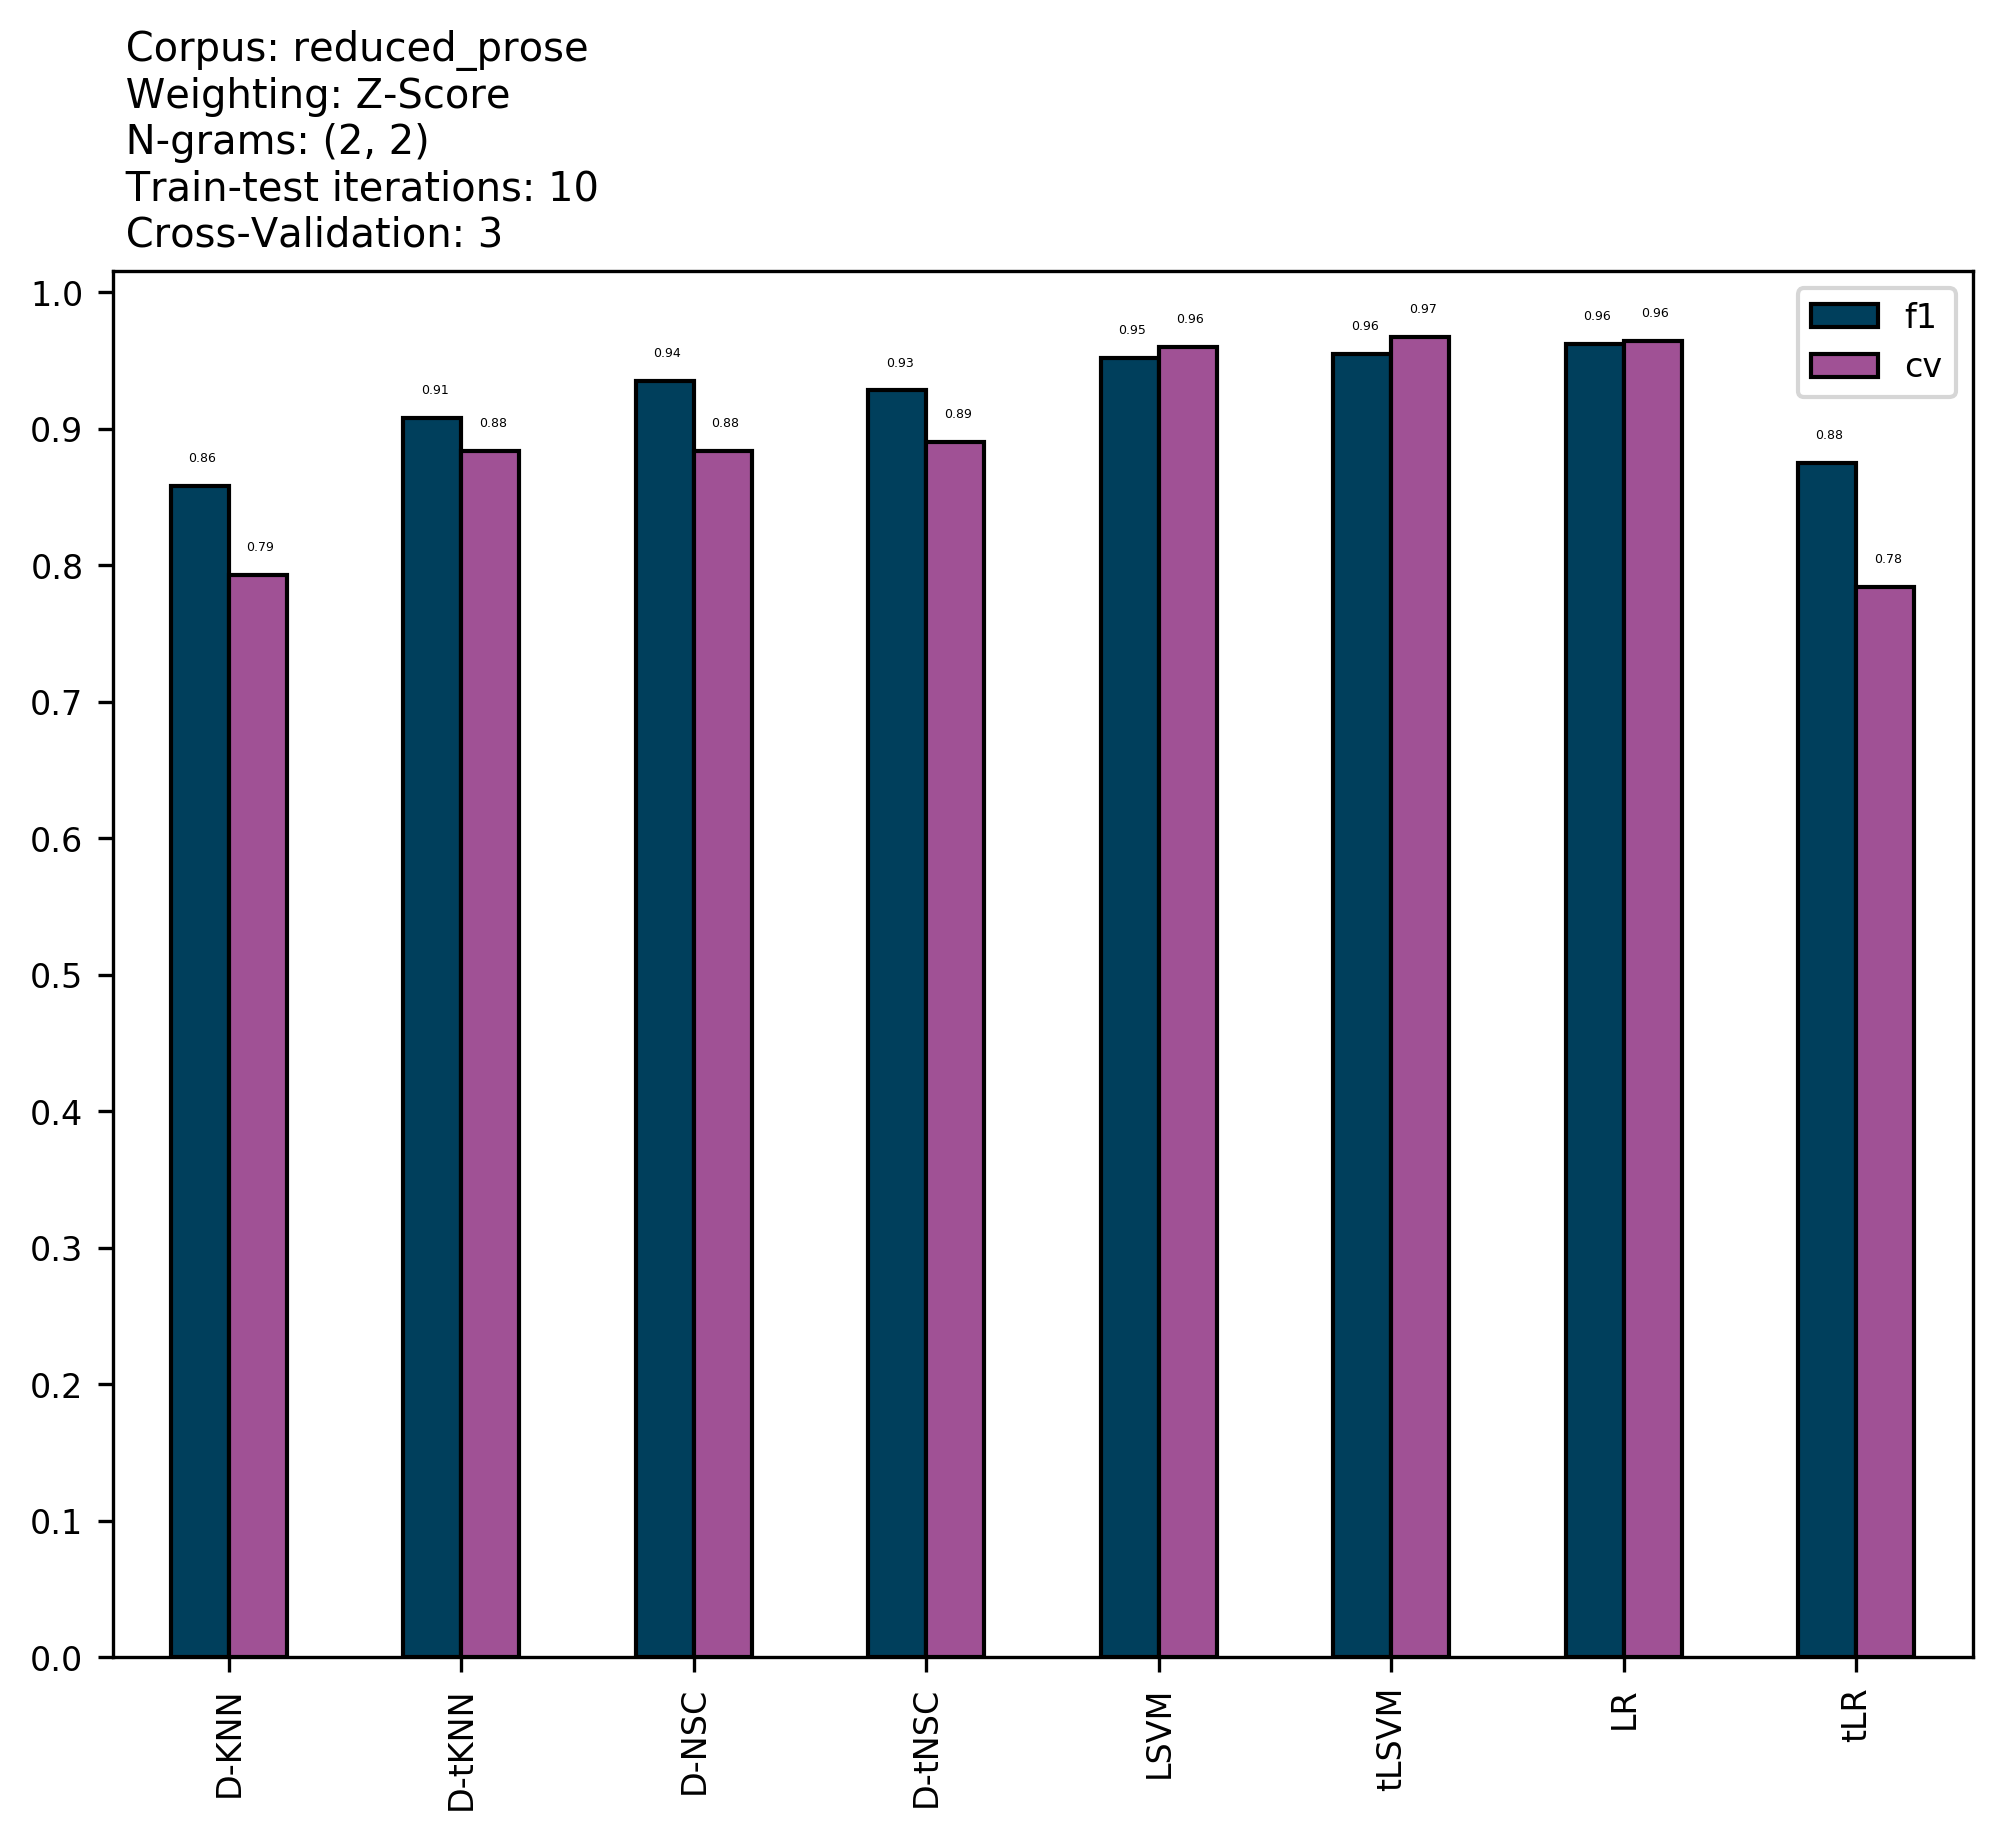 Corpus: reduced_prose
Weighting: Z-Score
N-grams: (2, 2)
Train-test iterations: 10
Cross-Validation: 3
1.0
0.9
0.8
0.7
0.6
0.5
0.4
0.3
0.2
0.1
0.0
0.86
0.79
0.91
0.88
0.94
0.88
0.93
0.89
0.95
0.96
0.96
0.97
0.96
0.96
0.88
0.78
f1
cv
D-KNN
D-tKNN
D-NSC
D-tNSC
LSVM
tLSVM
LR
tLR